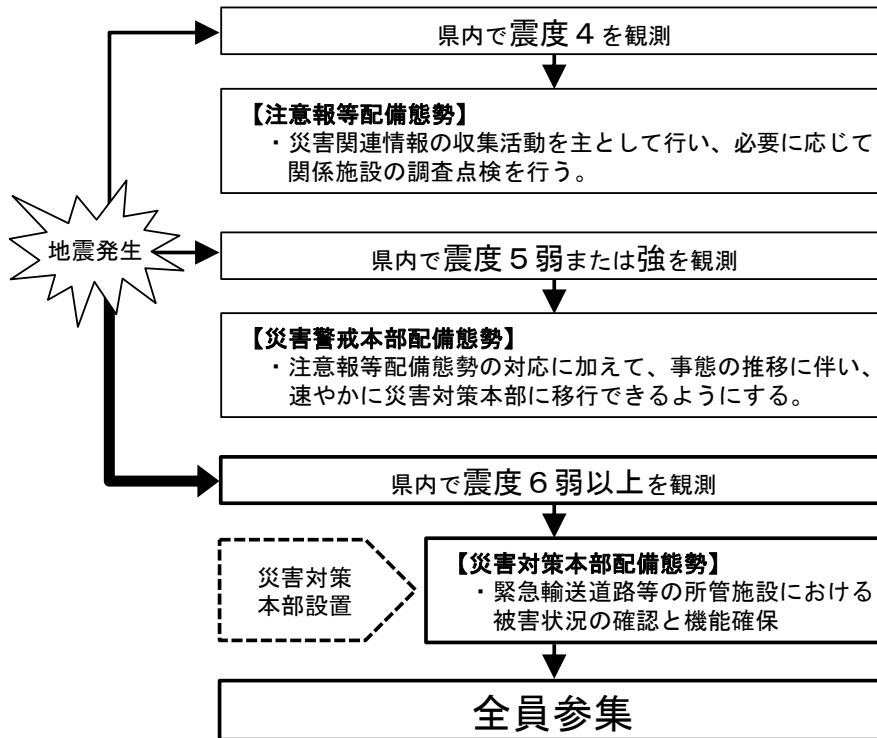 県内で震度４を観測
【注意報等配備態勢】
・災害関連情報の収集活動を主として行い、必要に応じて
関係施設の調査点検を行う。
地震発生
県内で震度５弱または強を観測
【災害警戒本部配備態勢】
・注意報等配備態勢の対応に加えて、事態の推移に伴い、
速やかに災害対策本部に移行できるようにする。
県内で震度６弱以上を観測
災害対策
本部設置
【災害対策本部配備態勢】
・緊急輸送道路等の所管施設における
被害状況の確認と機能確保
全員参集